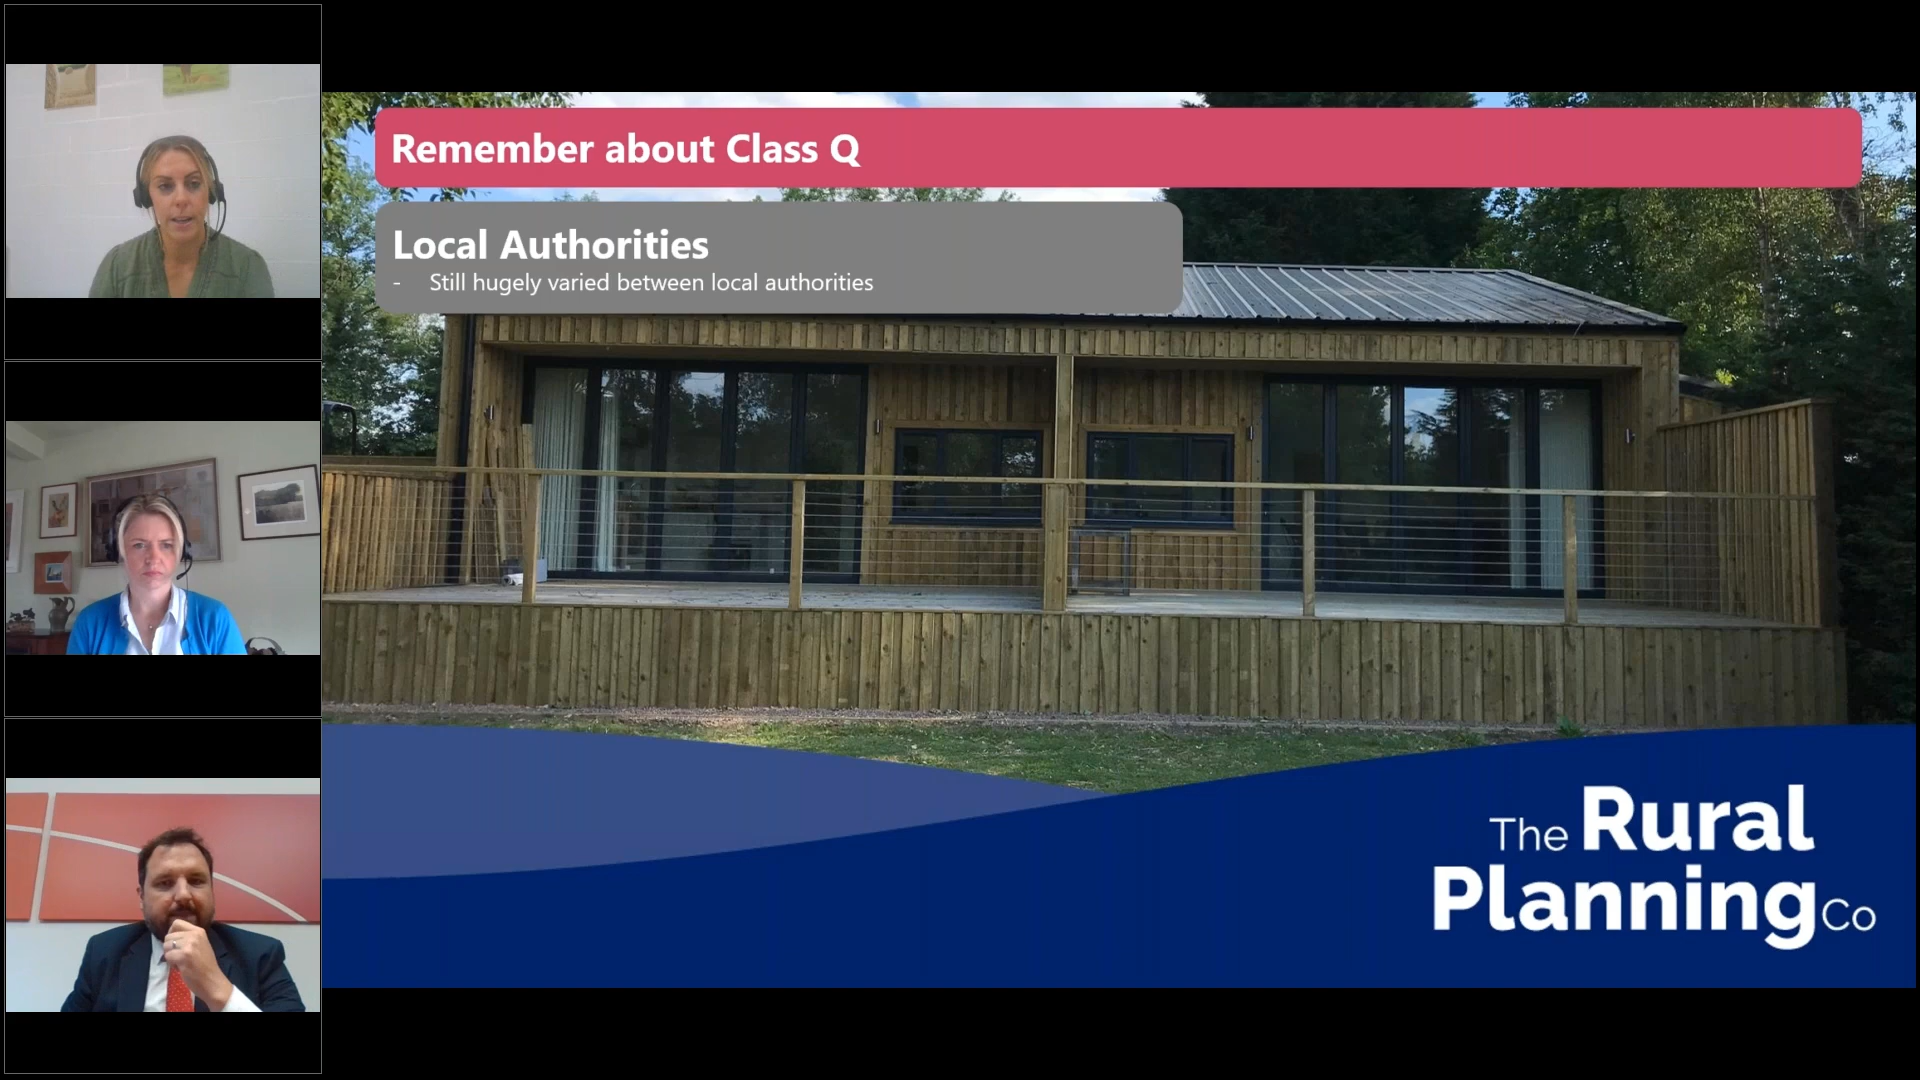 Remember about Class Q
Local Authorities
- Still hugely varied between local authorities
The Rural
Planning Co